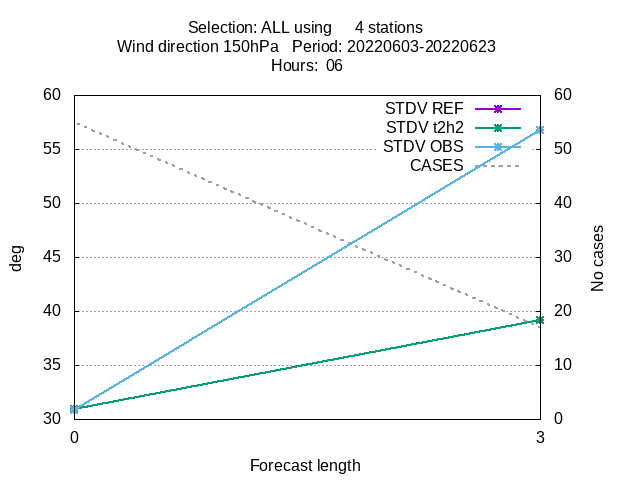 Selection: ALL using     4 stations
Wind direction 150hPa   Period: 20220603-20220623
Hours:  06
60
55
50
45
40
35
30
deg
60
50
40
30
20
10
0
No cases
STDV REF
STDV t2h2
STDV OBS
CASES
0
3
Forecast length